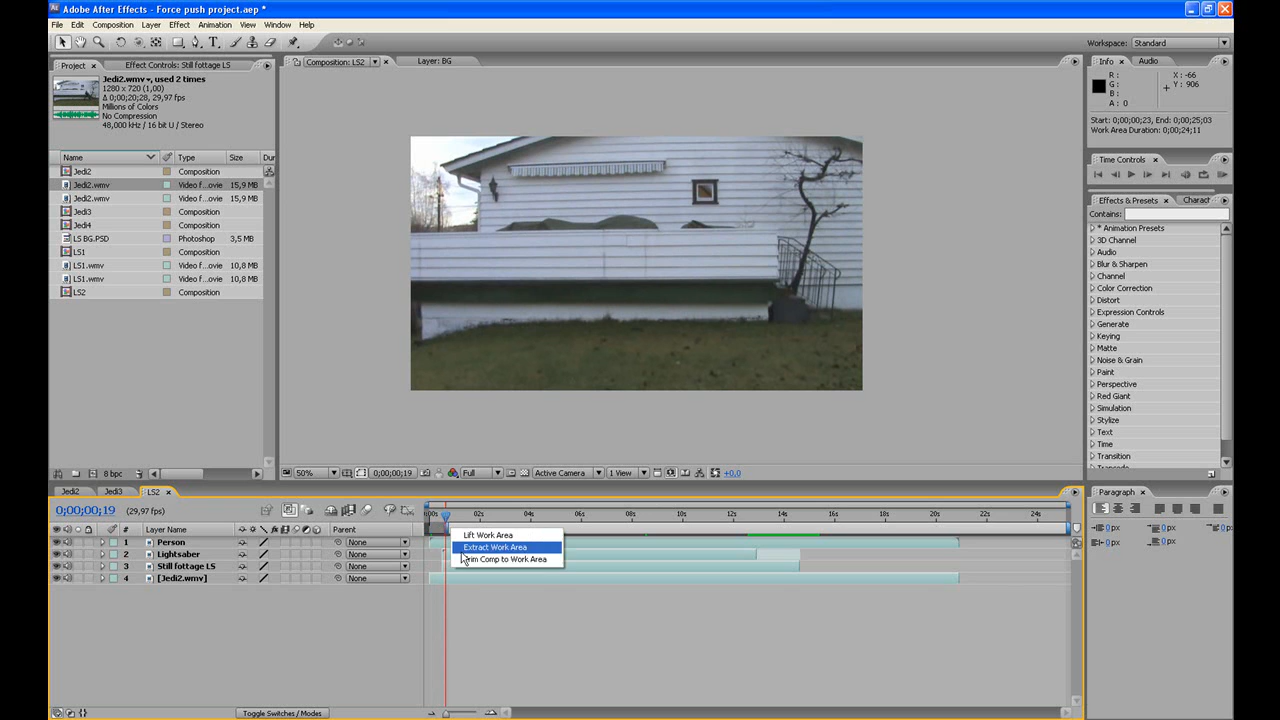 Adobe After Effects - Force push project.aep *
File Edit Composition Layer Effect Animation View Window Help
Workspace: Standard
Project × Effect Controls: Still fottage LS
Composition: LS2 × Layer: BG
Info × Audio
Jedi2.wmv, used 2 times
1280 x 720 (1,00)
Δ 0;00;20;28, 29,97 fps
Millions of Colors
No Compression
48,000 kHz / 16 bit U / Stereo
R :
G :
B :
A : 0
X : -66
Y : 906
Start: 0;00;00;23, End: 0;00;25;03
Work Area Duration: 0;00;24;11
Name Type Size Dur
Jedi2 Composition
Jedi2.wmv Video f...ovie 15,9 MB
Jedi2.wmv Video f...ovie 15,9 MB
Jedi3 Composition
Jedi4 Composition
LS BG.PSD Photoshop 3,5 MB
LS1 Composition
LS1.wmv Video f...ovie 10,8 MB
LS1.wmv Video f...ovie 10,8 MB
LS2 Composition
Time Controls ×
Effects & Presets × Charact
Contains:
* Animation Presets
3D Channel
Audio
Blur & Sharpen
Channel
Color Correction
Distort
Expression Controls
Generate
Keying
Matte
Noise & Grain
Paint
Perspective
Red Giant
Simulation
Stylize
Text
Time
Transition
8 bpc
50% 0;00;00;19 Full Active Camera 1 View +0,0
Jedi2 Jedi3 LS2 ×
Paragraph ×
0;00;00;19 (29,97 fps)
:00s 02s 04s 06s 08s 10s 12s 14s 16s 18s 20s 22s 24s
# Layer Name Parent
1 Person None
2 Lightsaber None
3 Still fottage LS None
4 [Jedi2.wmv] None
Lift Work Area
Extract Work Area
Trim Comp to Work Area
0 px 0 px
0 px 0 px
0 px
Toggle Switches / Modes